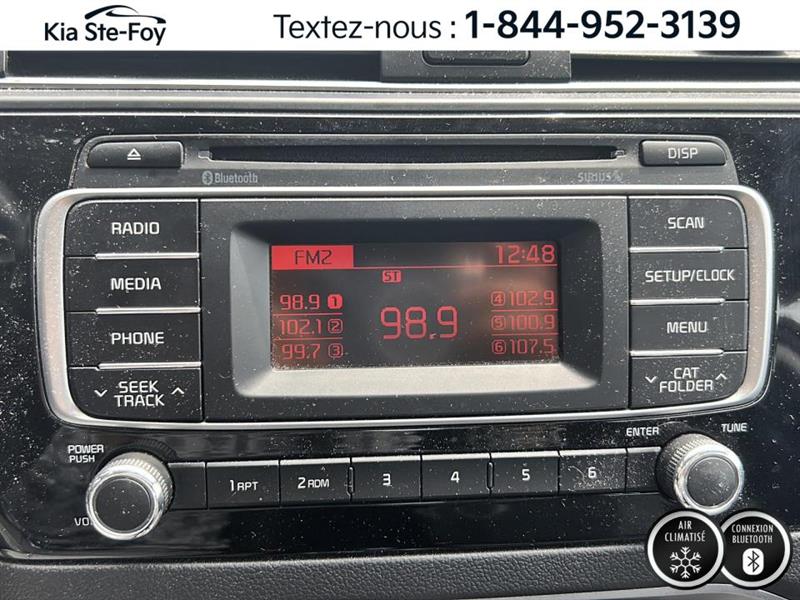 Kia Ste-Foy
Textez-nous : 1-844-952-3139
DISP
Bluetooth
SIRIUS
RADIO
MEDIA
PHONE
SEEK
TRACK
FM2
12:48
ST
98.9 1
102.1 2
99.7 3
98.9
4 102.9
5 100.9
6 107.5
SCAN
SETUP/CLOCK
MENU
CAT
FOLDER
POWER
PUSH
VOL
1 RPT
2 RDM
3
4
5
6
ENTER
TUNE
AIR
CLIMATISÉ
CONNEXION
BLUETOOTH